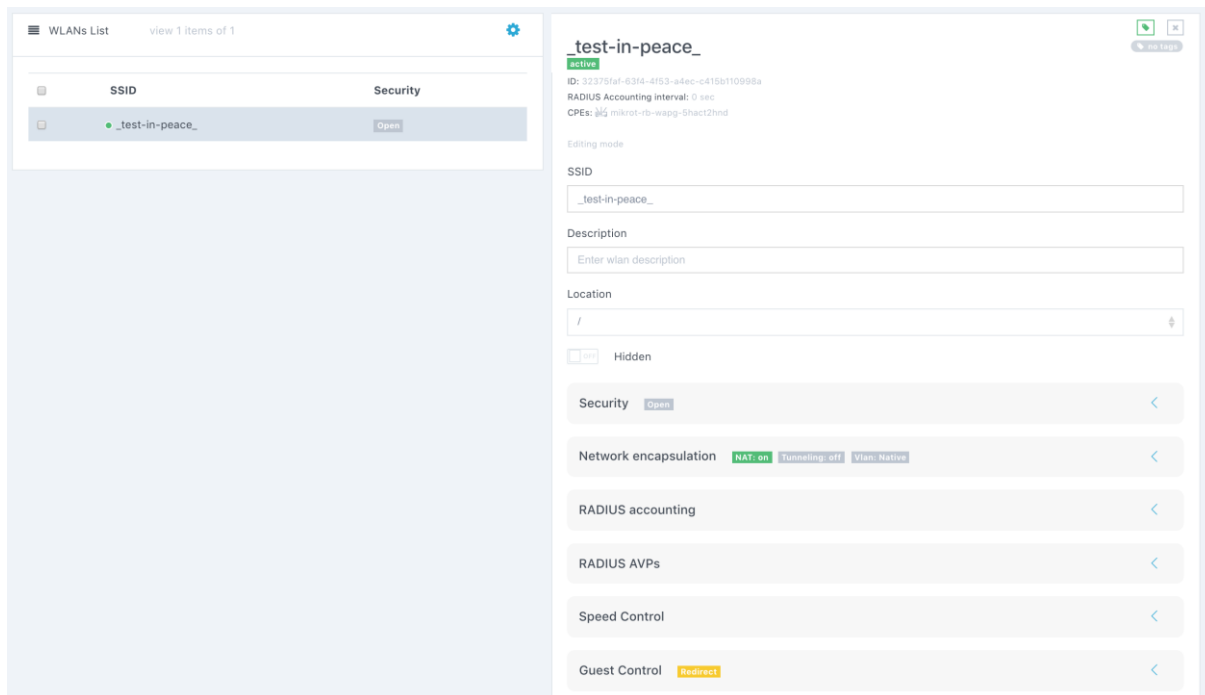 WLANs List view 1 items of 1
SSID Security
_test-in-peace_ Open
_test-in-peace_
no tags
active
ID: 32375faf-63f4-4f53-a4ec-c415b110998a
RADIUS Accounting interval: 0 sec
CPEs: mikrot-rb-wapg-5hact2hnd
Editing mode
SSID
_test-in-peace_
Description
Enter wlan description
Location
/
OFF Hidden
Security Open
Network encapsulation NAT: on Tunneling: off Vlan: Native
RADIUS accounting
RADIUS AVPs
Speed Control
Guest Control Redirect